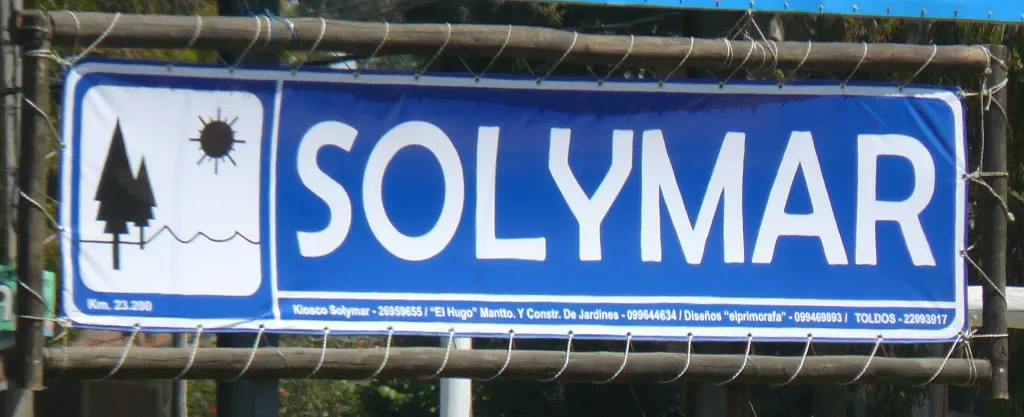 SOLYMAR
Km. 23.200
Kiosco Solymar - 26959655 / "El Hugo" Mantto. Y Constr. De Jardines - 099644634 / Diseños "elprimorafa" - 099469893 / TOLDOS - 22093917